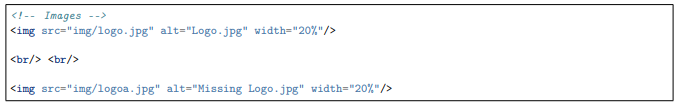 <!-- Images -->
<img src="img/logo.jpg" alt="Logo.jpg" width="20%"/>
<br/> <br/>
<img src="img/logoa.jpg" alt="Missing Logo.jpg" width="20%"/>